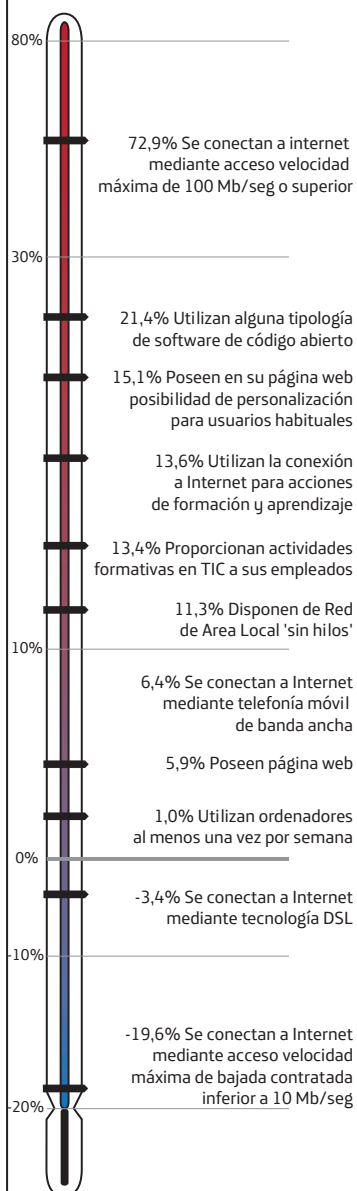 80%
72,9% Se conectan a internet
mediante acceso velocidad
máxima de 100 Mb/seg o superior
30%
21,4% Utilizan alguna tipología
de software de código abierto
15,1% Poseen en su página web
posibilidad de personalización
para usuarios habituales
13,6% Utilizan la conexión
a Internet para acciones
de formación y aprendizaje
13,4% Proporcionan actividades
formativas en TIC a sus empleados
11,3% Disponen de Red
de Area Local 'sin hilos'
10%
6,4% Se conectan a Internet
mediante telefonía móvil
de banda ancha
5,9% Poseen página web
1,0% Utilizan ordenadores
al menos una vez por semana
0%
-3,4% Se conectan a Internet
mediante tecnología DSL
-10%
-19,6% Se conectan a Internet
mediante acceso velocidad
máxima de bajada contratada
inferior a 10 Mb/seg
-20%